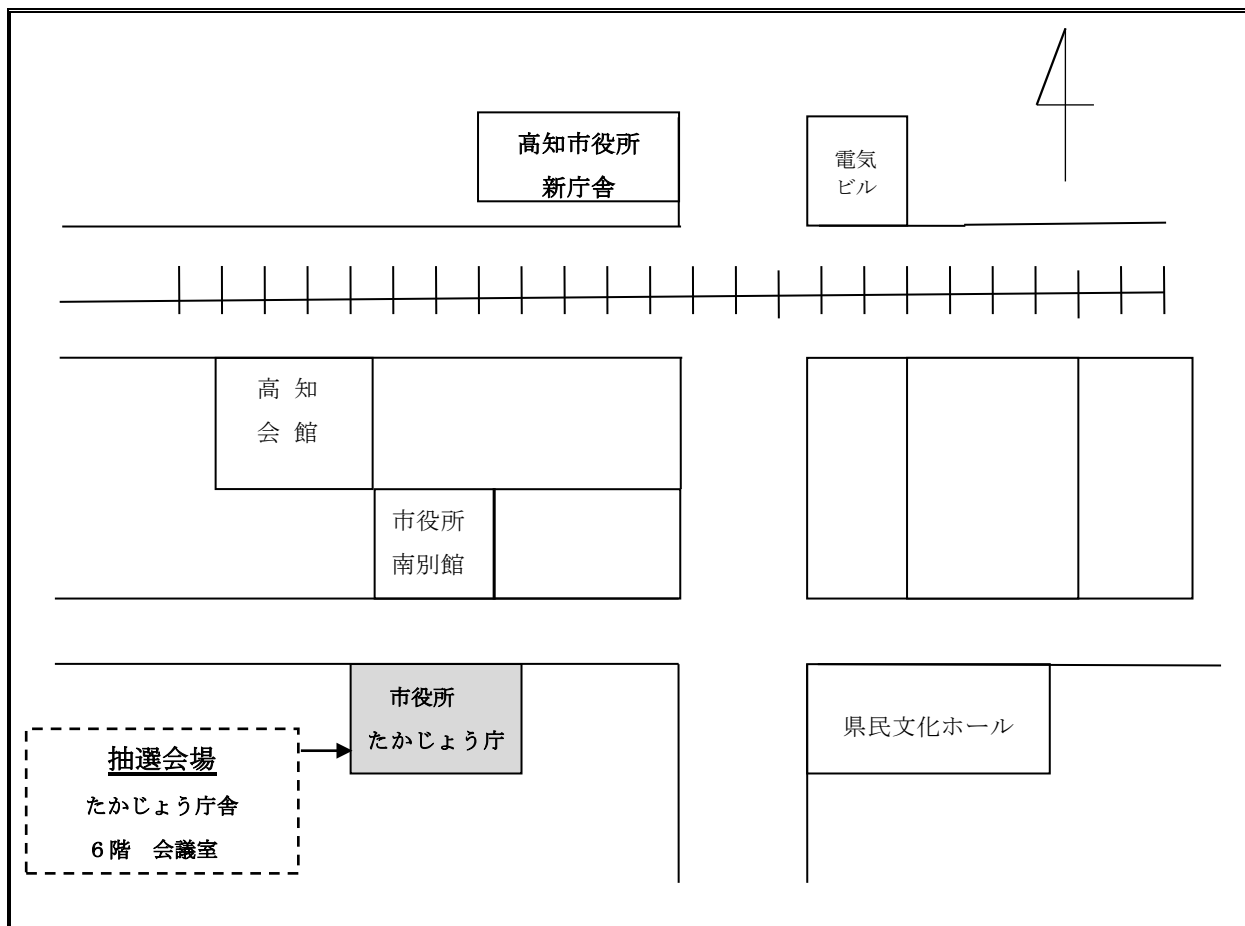 高知市役所
新庁舎
電気
ビル
高 知
会 館
市役所
南別館
市役所
たかじょう庁
県民文化ホール
抽選会場
たかじょう庁舎
6階 会議室